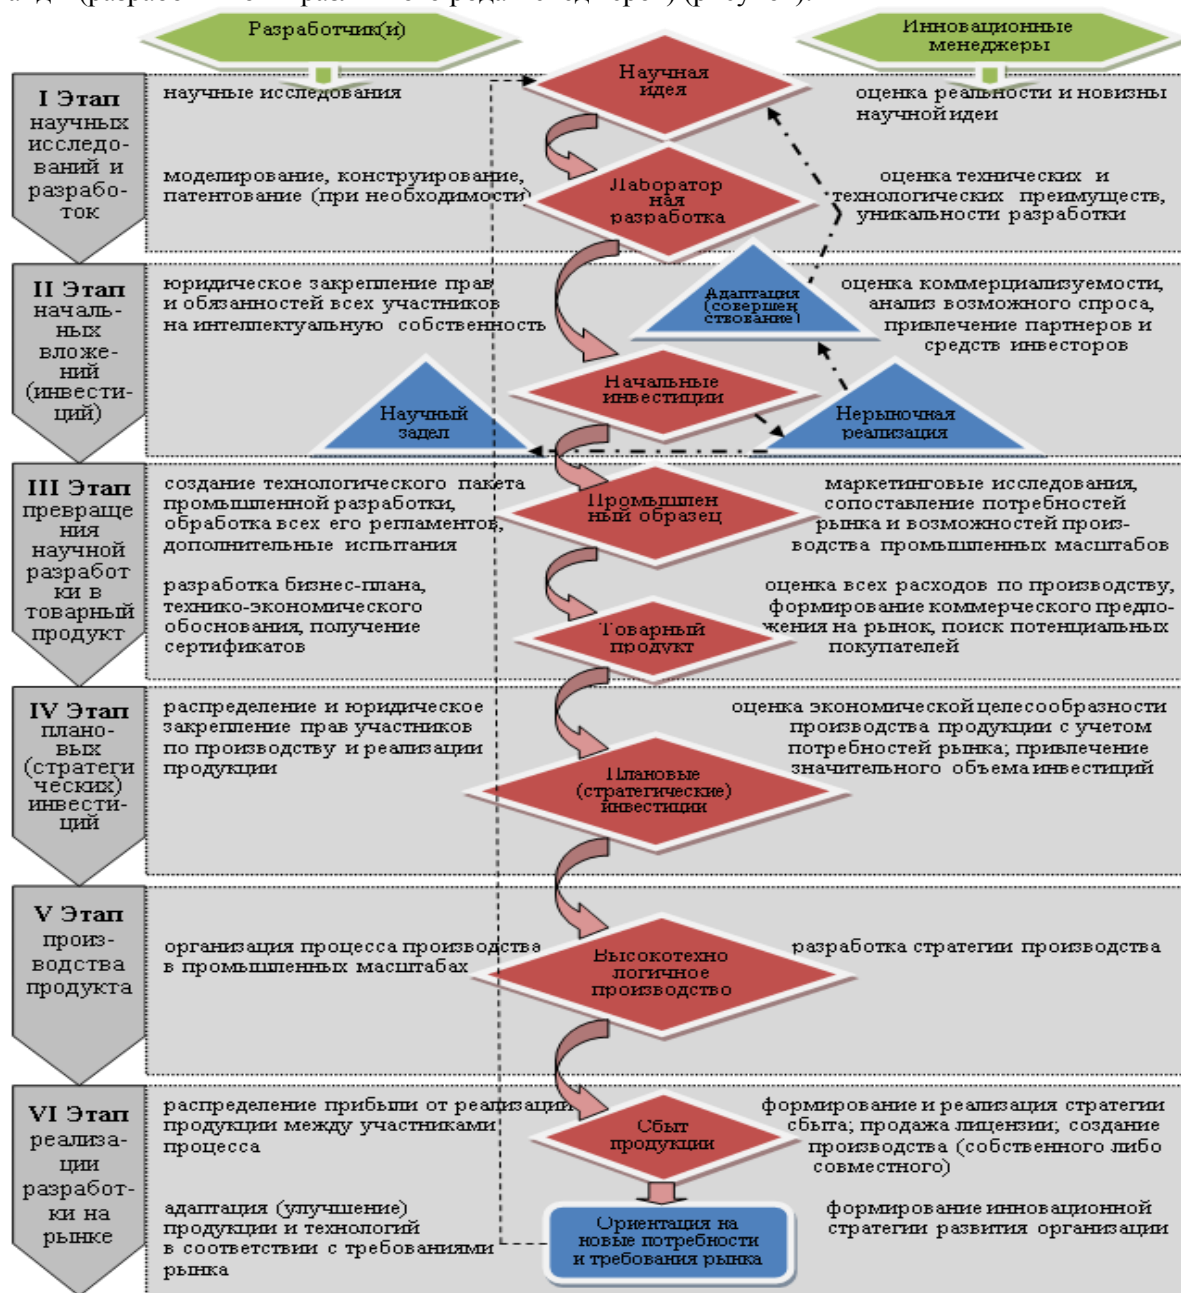 Разработчик(и)
Инновационные
менеджеры
I Этап
научных
исследо-
ваний и
разрабо-
ток
научные исследования
моделирование, конструирование,
патентование (при необходимости)
Научная
идея
Лаборатор
ная
разработка
оценка реальности и новизны
научной идеи
оценка технических и
технологических преимуществ,
уникальности разработки
II Этап
началь-
ных
вложе-
ний
(инвести-
ций)
юридическое закрепление прав
и обязанностей всех участников
на интеллектуальную собственность
Адаптация
(совершен
ствование)
оценка коммерциализуемости,
анализ возможного спроса,
привлечение партнеров и
средств инвесторов
Научный
задел
Начальные
инвестиции
Нерыночная
реализация
III Этап
превраще
ния
научной
разработ
ки в
товарный
продукт
создание технологического пакета
промышленной разработки,
обработка всех его регламентов,
дополнительные испытания
разработка бизнес-плана,
технико-экономического
обоснования, получение
сертификатов
Промышлен
ный образец
Товарный
продукт
маркетинговые исследования,
сопоставление потребностей
рынка и возможностей произ-
водства промышленных масштабов
оценка всех расходов по производству,
формирование коммерческого предло-
жения на рынок, поиск потенциальных
покупателей
IV Этап
плано-
вых
(стратеги
ческих)
инвести-
ций
распределение и юридическое
закрепление прав участников
по производству и реализации
продукции
Плановые
(стратегические)
инвестиции
оценка экономической целесообразности
производства продукции с учетом
потребностей рынка; привлечение
значительного объема инвестиций
V Этап
произ-
водства
продукта
организация процесса производства
в промышленных масштабах
Высокотехно
логичное
производство
разработка стратегии производства
VI Этап
реализа-
ции
разработ-
ки на
рынке
распределение прибыли от реализации
продукции между участниками
процесса
адаптация (улучшение)
продукции и технологий
в соответствии с требованиями
рынка
Сбыт
продукции
Ориентация на
новые потребности
и требования рынка
формирование и реализация стратегии
сбыта; продажа лицензии; создание
производства (собственного либо
совместного)
формирование инновационной
стратегии развития организации